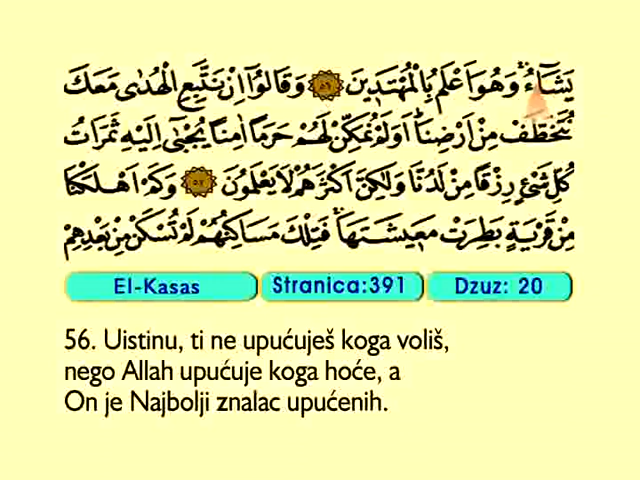 يَشَٓاءُۚ وَهُوَ اَعْلَمُ بِالْمُهْتَد۪ينَ ﴿٥٦﴾ وَقَالُٓوا اِنْ نَتَّبِعِ الْهُدٰى مَعَكَ
نُتَخَطَّفْ مِنْ اَرْضِنَاۜ اَوَلَمْ نُمَكِّنْ لَهُمْ حَرَمًا اٰمِنًا يُجْبٰٓى اِلَيْهِ ثَمَرَاتُ
كُلِّ شَيْءٍ رِزْقًا مِنْ لَدُنَّا وَلٰكِنَّ اَكْثَرَهُمْ لَا يَعْلَمُونَ ﴿٥٧﴾ وَكَمْ اَهْلَكْنَا
مِنْ قَرْيَةٍ بَطِرَتْ مَع۪يشَتَهَاۚ فَتِلْكَ مَسَاكِنُهُمْ لَمْ تُسْكَنْ مِنْ بَعْدِهِمْ
El-Kasas Stranica:391 Dzuz: 20
56. Uistinu, ti ne upućuješ koga voliš,
nego Allah upućuje koga hoće, a
On je Najbolji znalac upućenih.